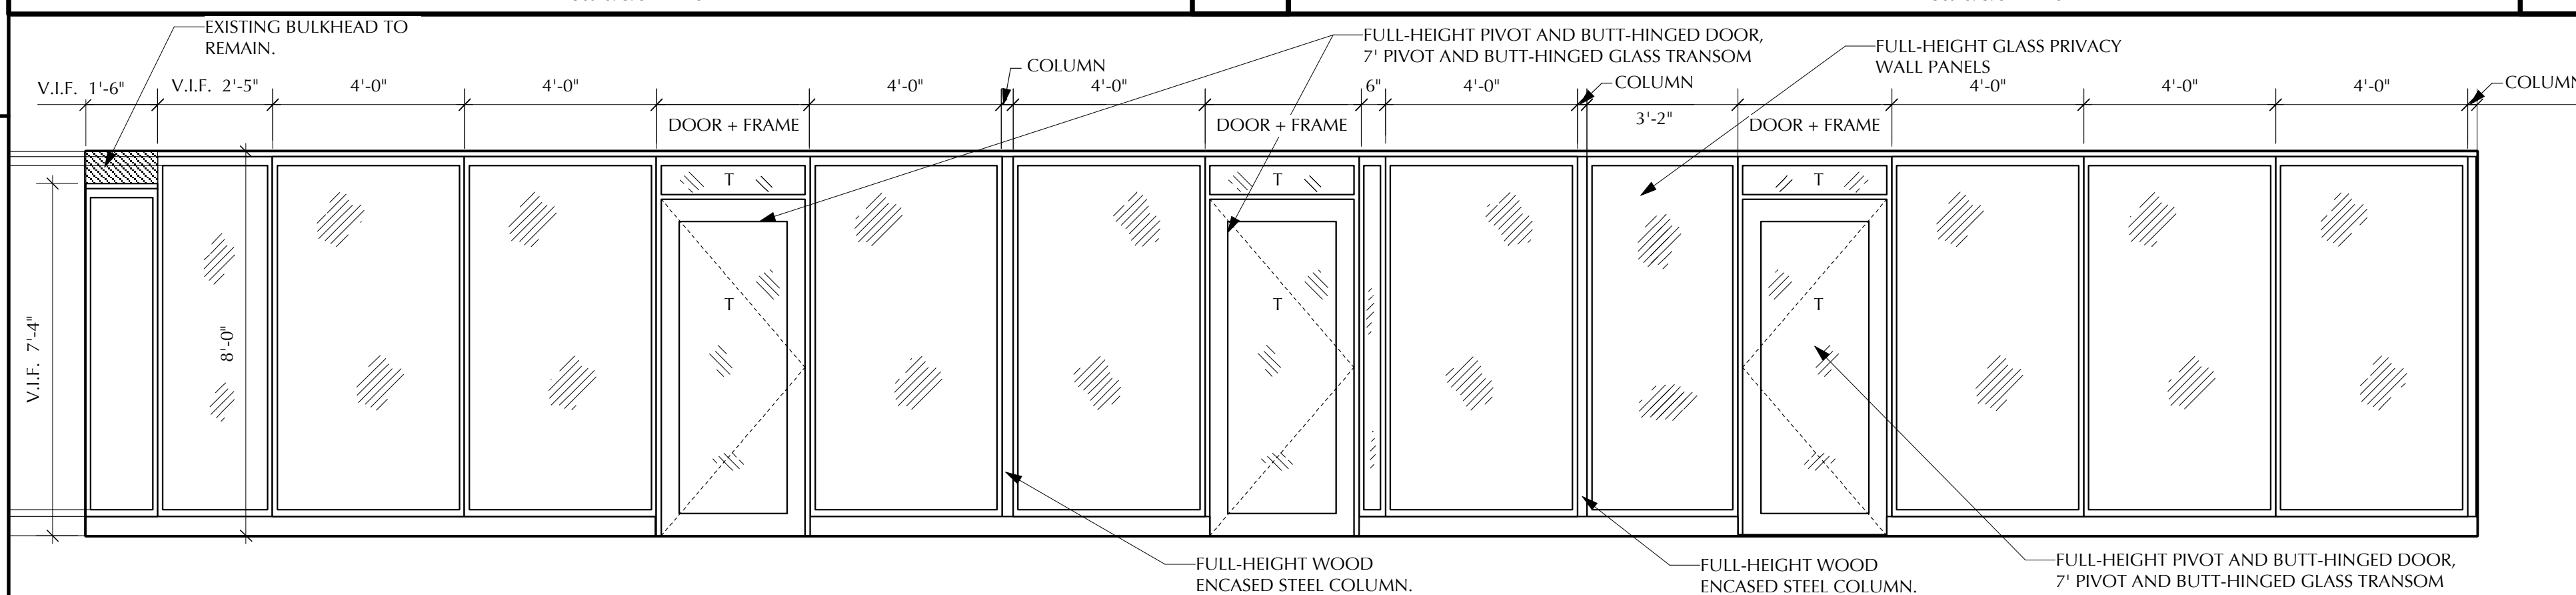 EXISTING BULKHEAD TO
REMAIN.
FULL-HEIGHT PIVOT AND BUTT-HINGED DOOR,
7' PIVOT AND BUTT-HINGED GLASS TRANSOM
FULL-HEIGHT GLASS PRIVACY
WALL PANELS
COLUMN
COLUMN
COLUMN
V.I.F. 1'-6"
V.I.F. 2'-5"
4'-0"
4'-0"
4'-0"
4'-0"
6"
4'-0"
3'-2"
4'-0"
4'-0"
4'-0"
DOOR + FRAME
DOOR + FRAME
DOOR + FRAME
T
T
T
T
T
T
V.I.F. 7'-4"
8'-0"
FULL-HEIGHT WOOD
ENCASED STEEL COLUMN.
FULL-HEIGHT WOOD
ENCASED STEEL COLUMN.
FULL-HEIGHT PIVOT AND BUTT-HINGED DOOR,
7' PIVOT AND BUTT-HINGED GLASS TRANSOM